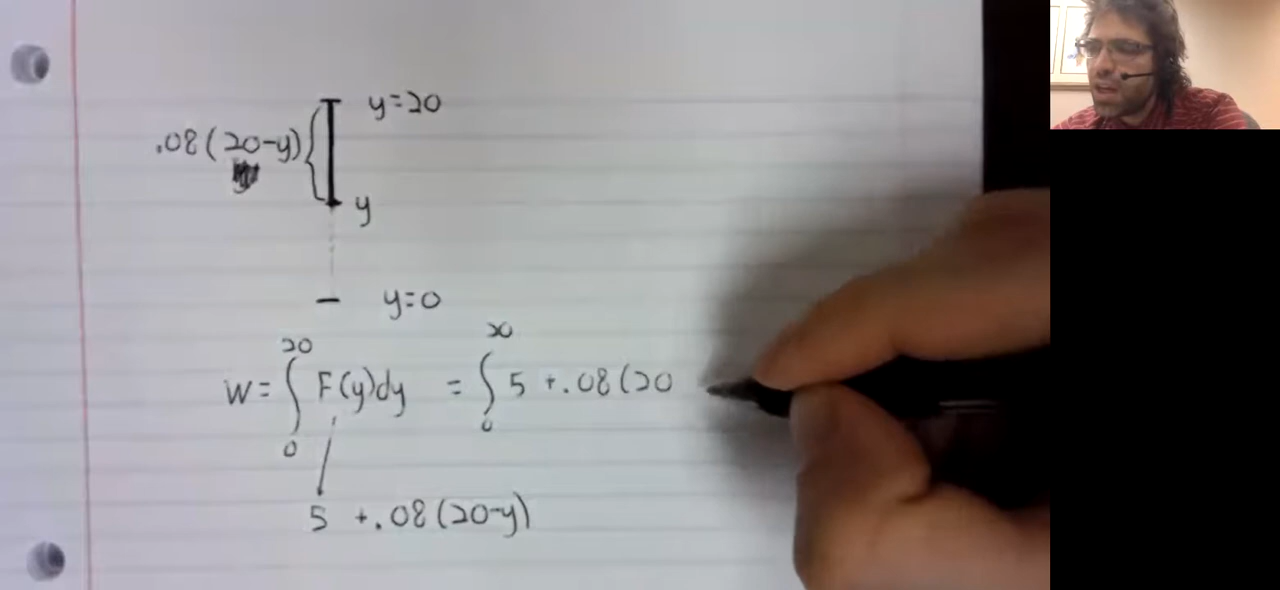 y=20
.08(20-y)
y
y=0
20 20
W= ∫ F(y)dy = ∫ 5 +.08(20
0 0
5 +.08(20-y)